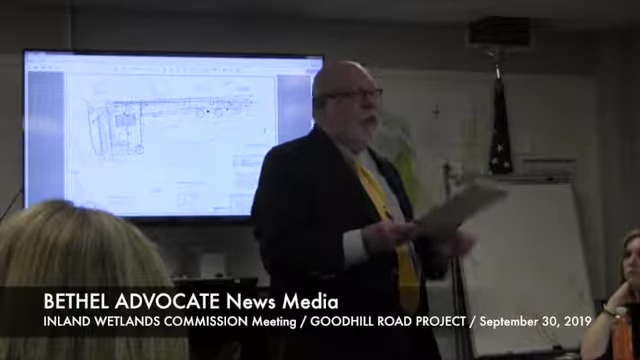 BETHEL ADVOCATE News Media
INLAND WETLANDS COMMISSION Meeting / GOODHILL ROAD PROJECT / September 30, 2019